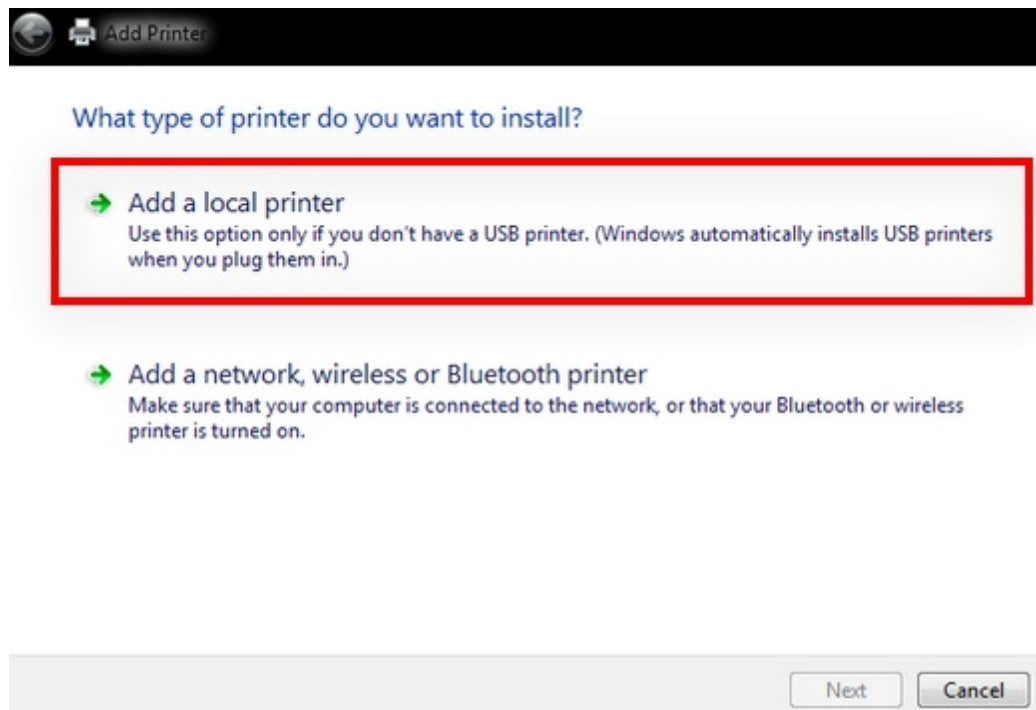 Add Printer
What type of printer do you want to install?
Add a local printer
Use this option only if you don't have a USB printer. (Windows automatically installs USB printers
when you plug them in.)
Add a network, wireless or Bluetooth printer
Make sure that your computer is connected to the network, or that your Bluetooth or wireless
printer is turned on.
Next
Cancel